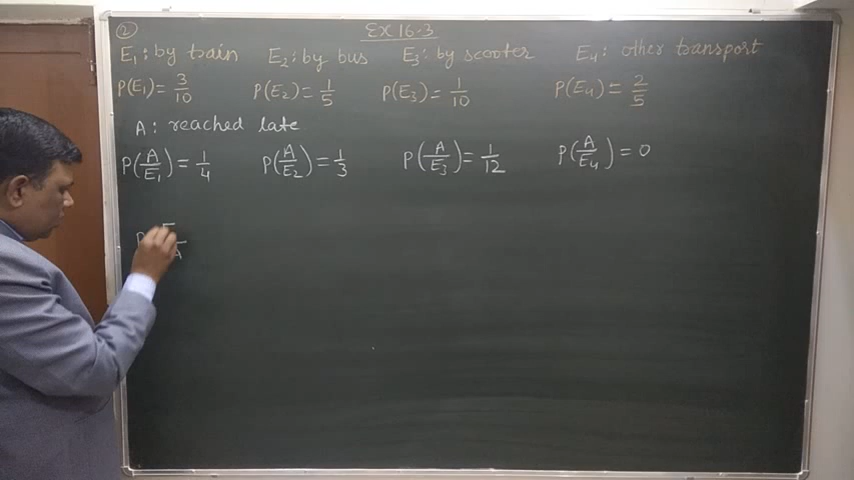 ② Ex 16.3
E₁: by train E₂: by bus E₃: by scooter E₄: other transport
P(E₁) = 3/10 P(E₂) = 1/5 P(E₃) = 1/10 P(E₄) = 2/5
A: reached late
P(A/E₁) = 1/4 P(A/E₂) = 1/3 P(A/E₃) = 1/12 P(A/E₄) = 0